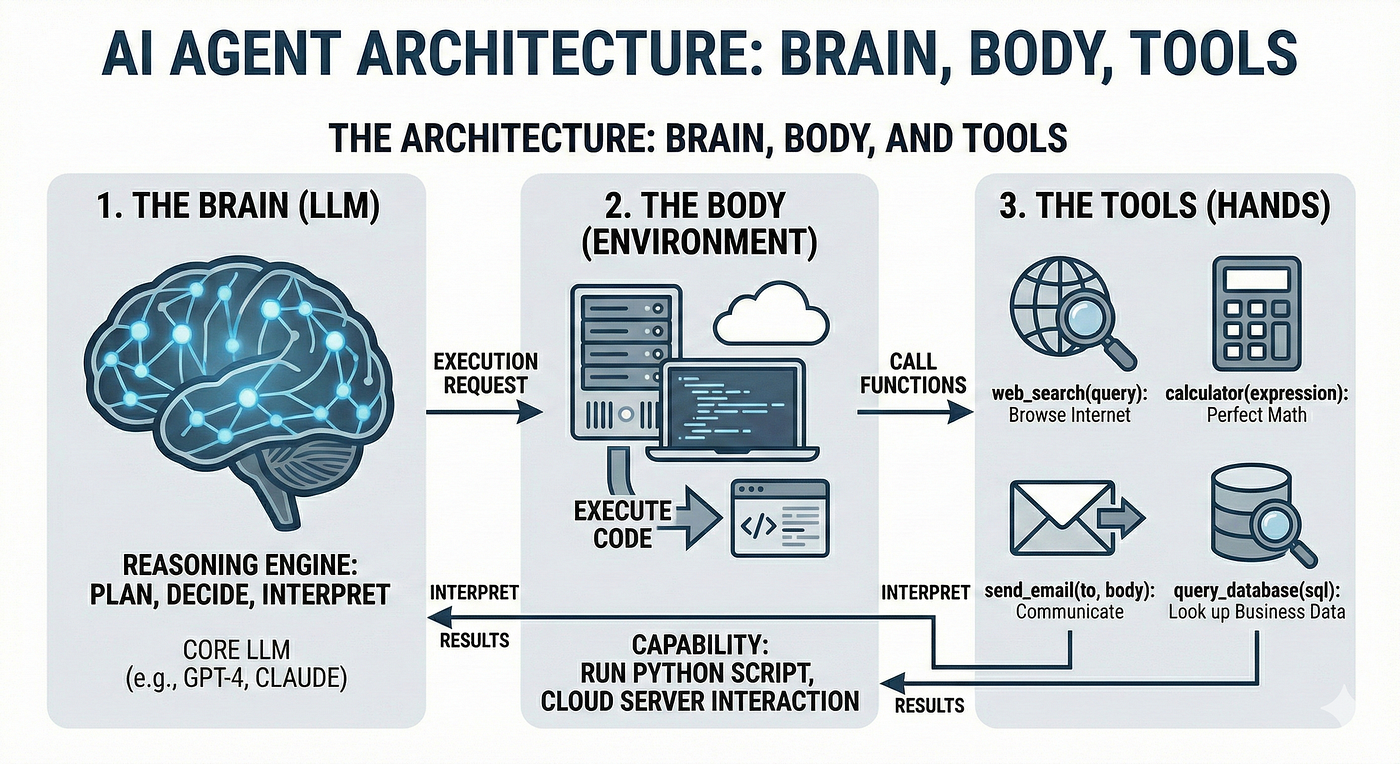 AI AGENT ARCHITECTURE: BRAIN, BODY, TOOLS
THE ARCHITECTURE: BRAIN, BODY, AND TOOLS
1. THE BRAIN (LLM)
REASONING ENGINE:
PLAN, DECIDE, INTERPRET
CORE LLM
(e.g., GPT-4, CLAUDE)
EXECUTION
REQUEST
INTERPRET
RESULTS
2. THE BODY
(ENVIRONMENT)
EXECUTE
CODE
</>
CAPABILITY:
RUN PYTHON SCRIPT,
CLOUD SERVER INTERACTION
CALL
FUNCTIONS
INTERPRET
RESULTS
3. THE TOOLS (HANDS)
web_search(query):
Browse Internet
calculator(expression):
Perfect Math
send_email(to, body):
Communicate
query_database(sql):
Look up Business Data